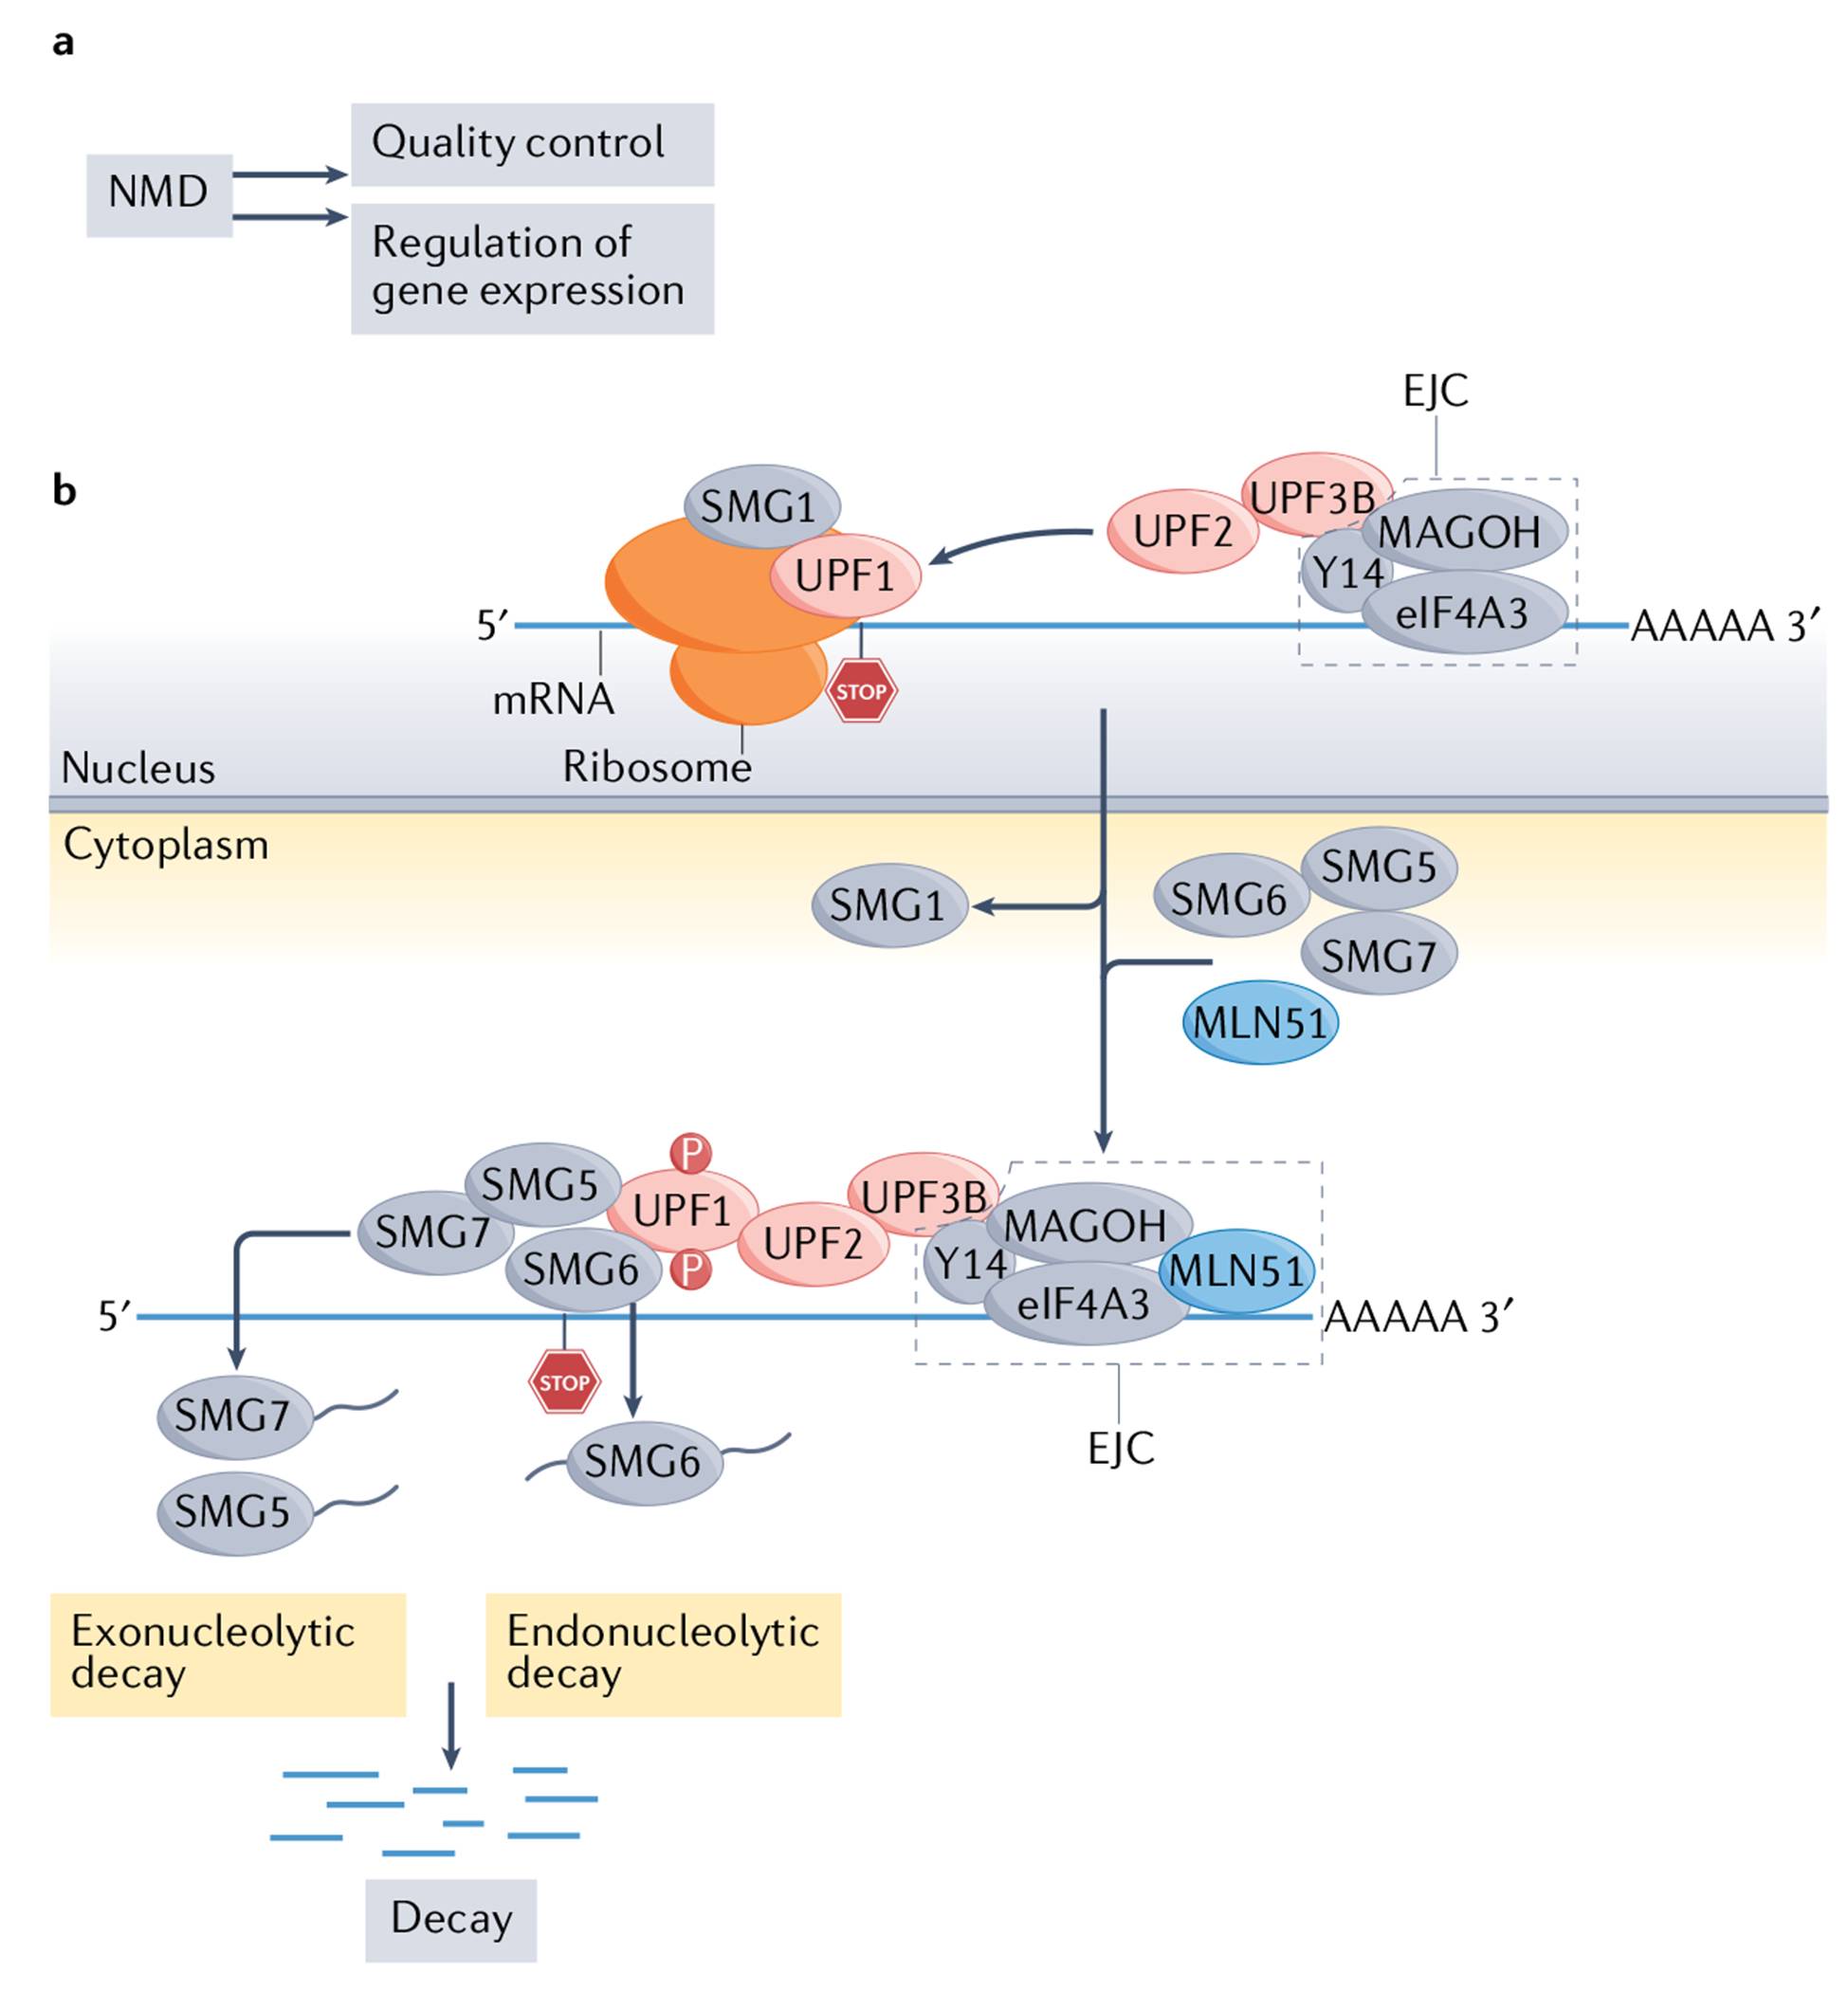 a
NMD
Quality control
Regulation of
gene expression
b
EJC
SMG1
UPF1
UPF2
UPF3B
MAGOH
Y14
eIF4A3
5′
AAAAA 3′
mRNA
STOP
Ribosome
Nucleus
Cytoplasm
SMG1
SMG6
SMG5
SMG7
MLN51
P
SMG5
UPF1
UPF3B
SMG7
SMG6
P
UPF2
MAGOH
Y14
MLN51
eIF4A3
5′
AAAAA 3′
STOP
EJC
SMG7
SMG6
SMG5
Exonucleolytic
decay
Endonucleolytic
decay
Decay